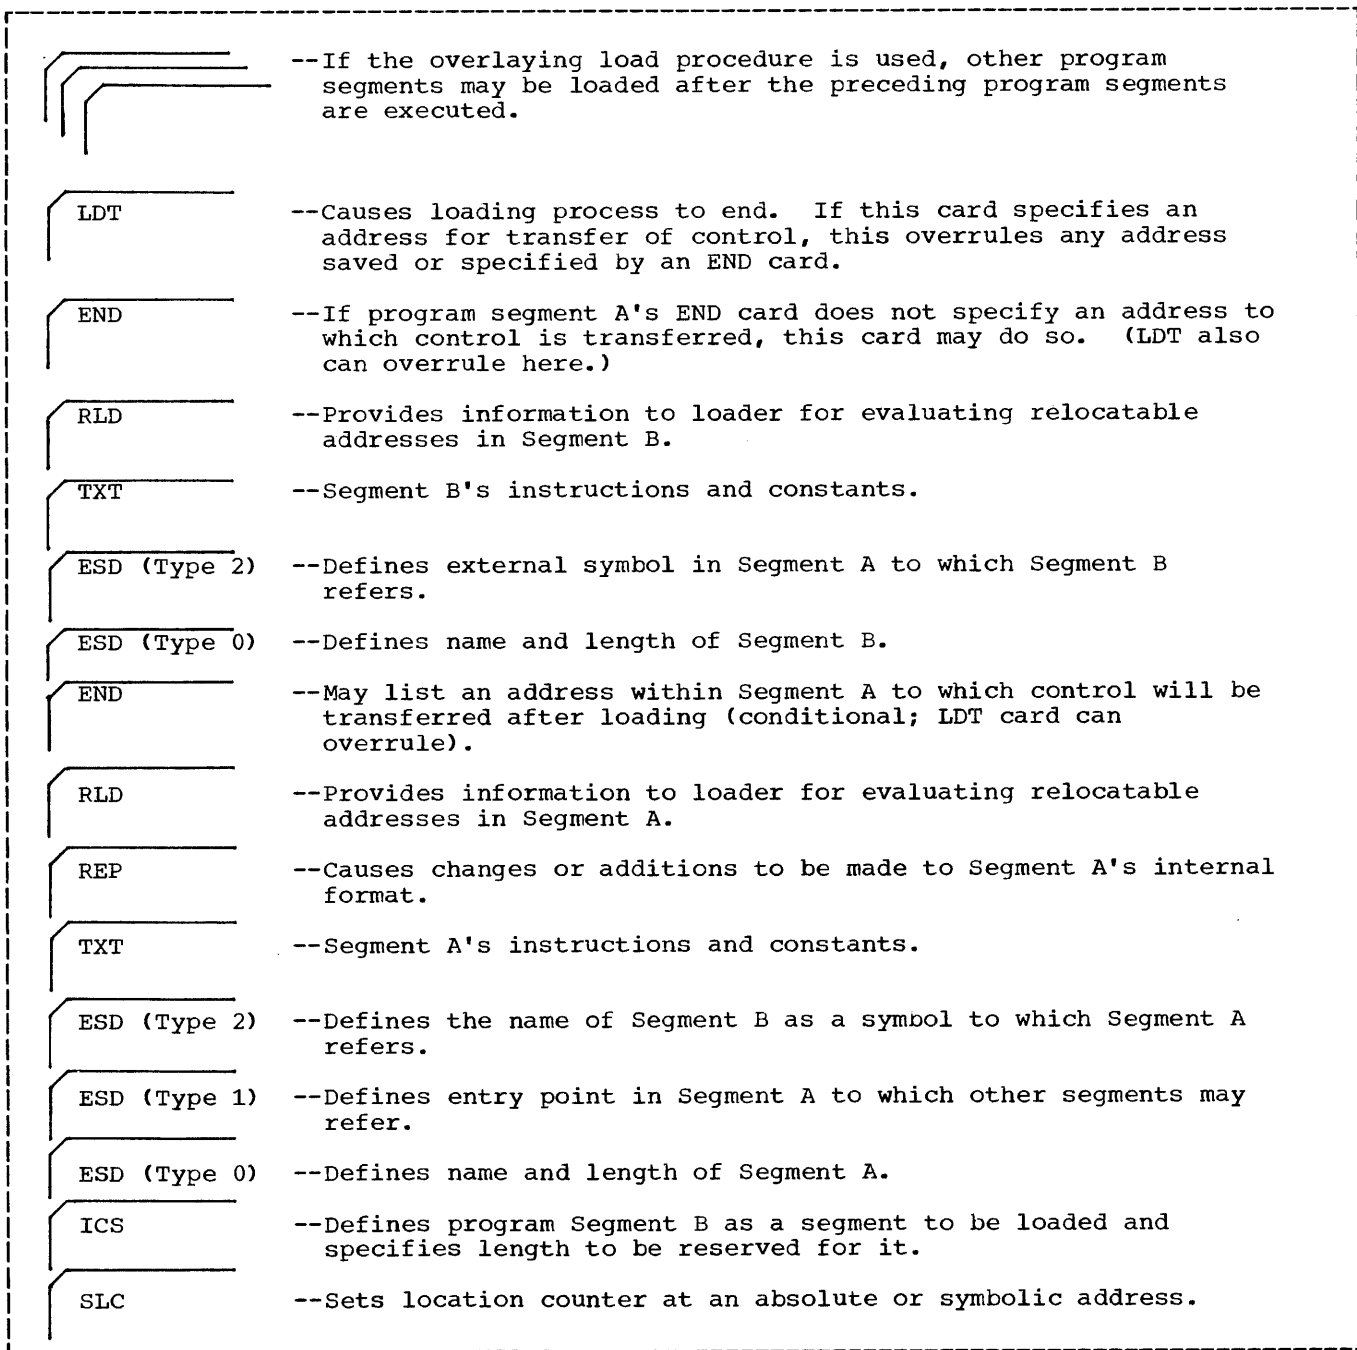 --If the overlaying load procedure is used, other program
segments may be loaded after the preceding program segments
are executed.
LDT --Causes loading process to end. If this card specifies an
address for transfer of control, this overrules any address
saved or specified by an END card.
END --If program segment A's END card does not specify an address to
which control is transferred, this card may do so. (LDT also
can overrule here.)
RLD --Provides information to loader for evaluating relocatable
addresses in Segment B.
TXT --Segment B's instructions and constants.
ESD (Type 2) --Defines external symbol in Segment A to which Segment B
refers.
ESD (Type 0) --Defines name and length of Segment B.
END --May list an address within Segment A to which control will be
transferred after loading (conditional; LDT card can
overrule).
RLD --Provides information to loader for evaluating relocatable
addresses in Segment A.
REP --Causes changes or additions to be made to Segment A's internal
format.
TXT --Segment A's instructions and constants.
ESD (Type 2) --Defines the name of Segment B as a symbol to which Segment A
refers.
ESD (Type 1) --Defines entry point in Segment A to which other segments may
refer.
ESD (Type 0) --Defines name and length of Segment A.
ICS --Defines program Segment B as a segment to be loaded and
specifies length to be reserved for it.
SLC --Sets location counter at an absolute or symbolic address.